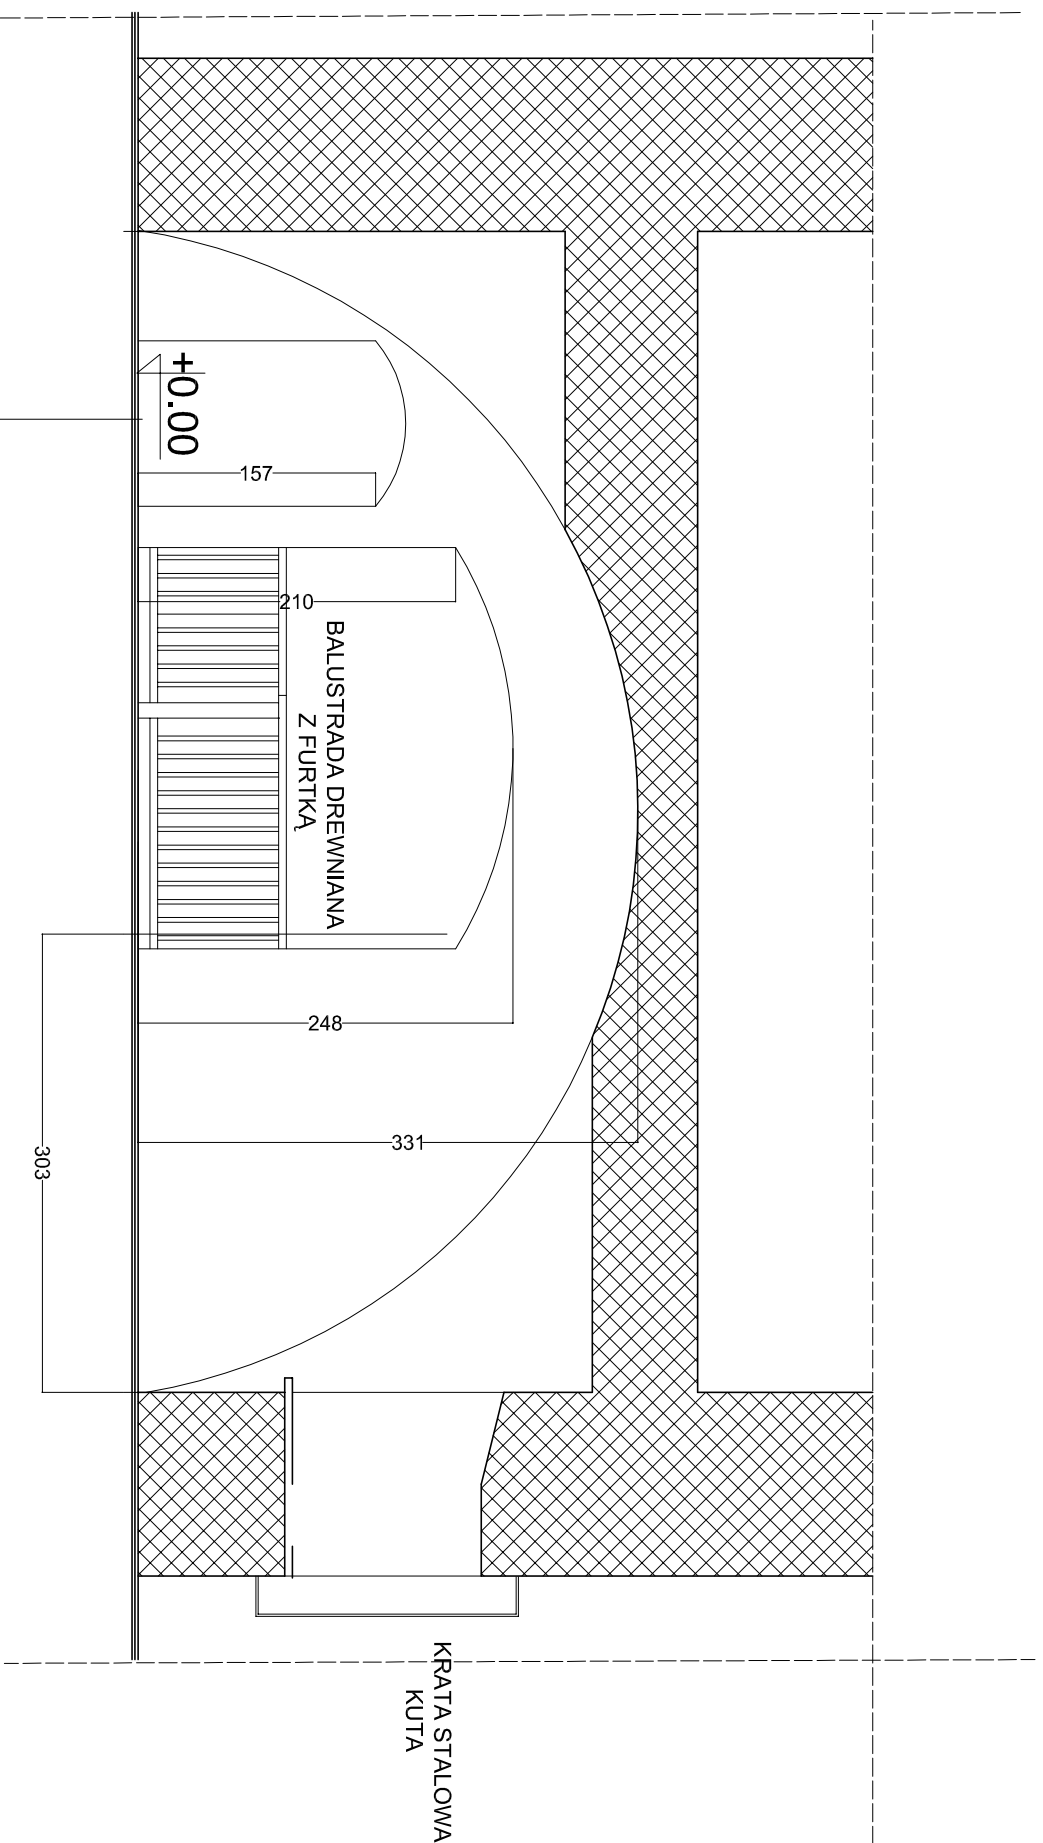 +0.00
157
210
BALUSTRADA DREWNIANA
Z FURTKĄ
248
331
303
KRATA STALOWA
KUTA